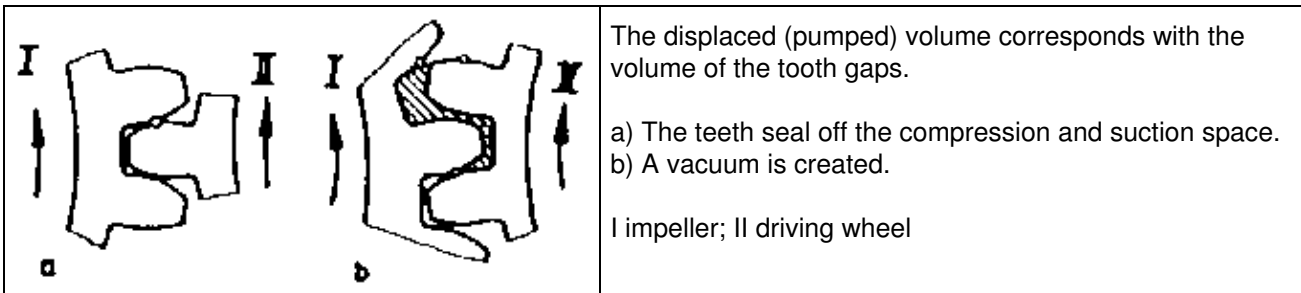 I II I II
a b
The displaced (pumped) volume corresponds with the
volume of the tooth gaps.
a) The teeth seal off the compression and suction space.
b) A vacuum is created.
I impeller; II driving wheel